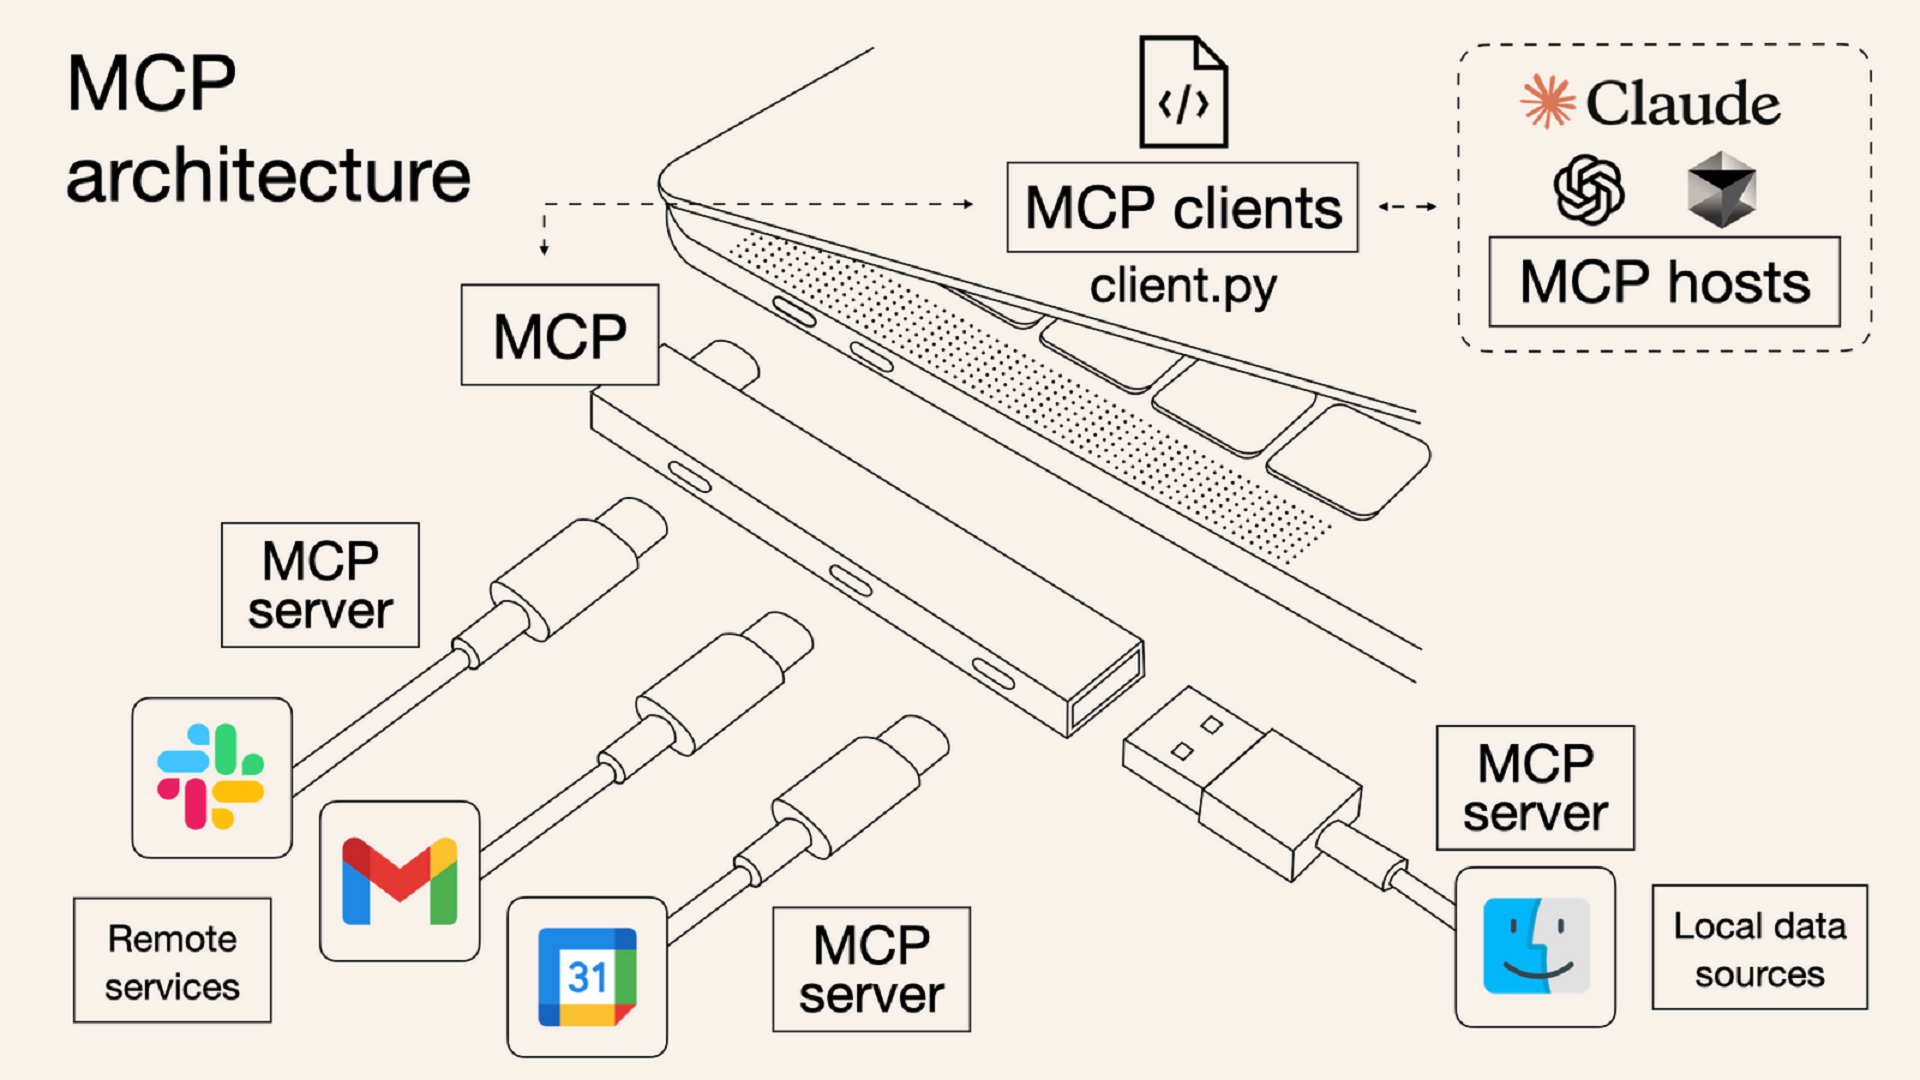 MCP
architecture
</>
MCP clients
client.py
Claude
MCP hosts
MCP
MCP
server
Remote
services
31
MCP
server
MCP
server
Local data
sources